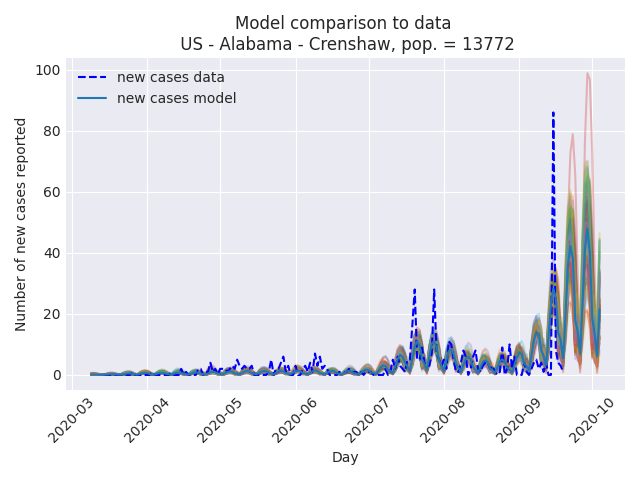 Model comparison to data
US - Alabama - Crenshaw, pop. = 13772
new cases data
new cases model
Number of new cases reported
100
80
60
40
20
0
2020-03
2020-04
2020-05
2020-06
2020-07
2020-08
2020-09
2020-10
Day